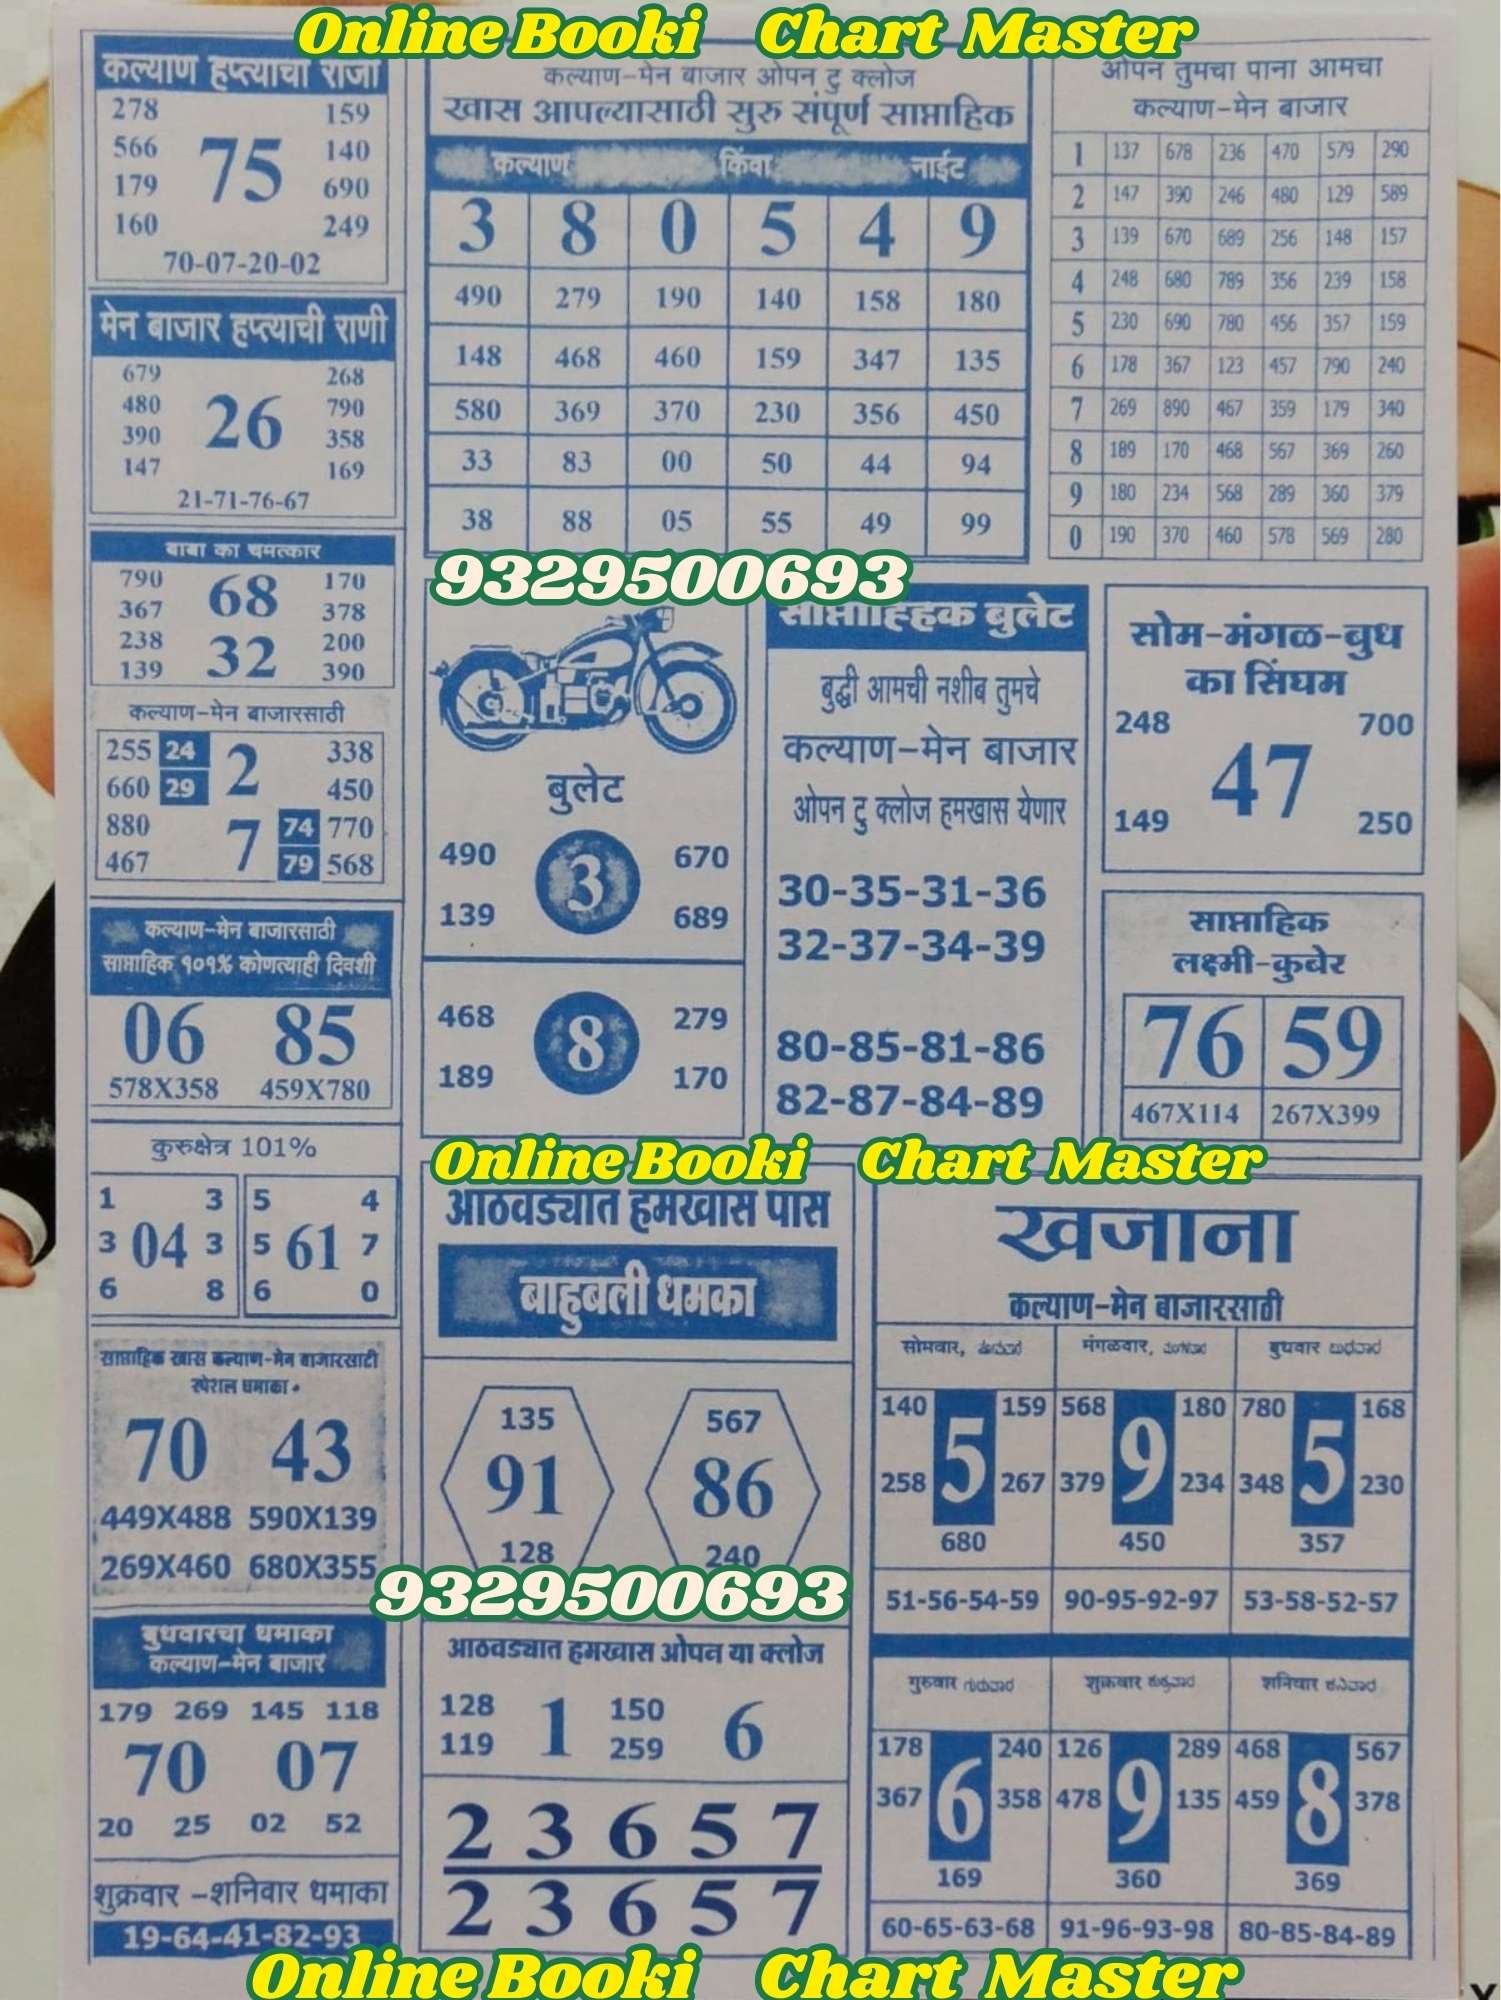 Online Booki Chart Master
कल्याण हप्त्याचा राजा
278 159
566 75 140
179 690
160 249
70-07-20-02
मेन बाजार हप्त्याची राणी
679 268
480 26 790
390 358
147 169
21-71-76-67
बाबा का चमत्कार
790 68 170
367 378
238 32 200
139 390
कल्याण-मेन बाजारसाठी
255 24 2 338
660 29 450
880 7 74 770
467 79 568
कल्याण-मेन बाजारसाठी
साप्ताहिक १०१% कोणत्याही दिवशी
06 85
578X358 459X780
कुरुक्षेत्र 101%
1 3 5 4
3 04 3 5 61 7
6 8 6 0
साप्ताहिक खास कल्याण-मेन बाजारसाटी
स्पेशल धमाका
70 43
449X488 590X139
269X460 680X355
बुधवारचा धमाका
कल्याण-मेन बाजार
179 269 145 118
70 07
20 25 02 52
शुक्रवार -शनिवार धमाका
19-64-41-82-93
कल्याण-मेन बाजार ओपन टु क्लोज
खास आपल्यासाठी सुरु संपूर्ण साप्ताहिक
कल्याण किंवा नाईट
3 8 0 5 4 9
490 279 190 140 158 180
148 468 460 159 347 135
580 369 370 230 356 450
33 83 00 50 44 94
38 88 05 55 49 99
ओपन तुमचा पाना आमचा
कल्याण-मेन बाजार
1 137 678 236 470 579 290
2 147 390 246 480 129 589
3 139 670 689 256 148 157
4 248 680 789 356 239 158
5 230 690 780 456 357 159
6 178 367 123 457 790 240
7 269 890 467 359 179 340
8 189 170 468 567 369 260
9 180 234 568 289 360 379
0 190 370 460 578 569 280
9329500693
बुलेट
490 3 670
139 689
468 8 279
189 170
साप्ताहिक बुलेट
बुद्धी आमची नशीब तुमचे
कल्याण-मेन बाजार
ओपन टु क्लोज हमखास येणार
30-35-31-36
32-37-34-39
80-85-81-86
82-87-84-89
सोम-मंगळ-बुध
का सिंघम
248 700
47
149 250
साप्ताहिक
लक्ष्मी-कुबेर
76 59
467X114 267X399
Online Booki Chart Master
आठवड्यात हमखास पास
बाहुबली धमका
135 567
91 86
128 240
9329500693
आठवड्यात हमखास ओपन या क्लोज
128 1 150 6
119 259
2 3 6 5 7
2 3 6 5 7
खजाना
कल्याण-मेन बाजारसाठी
सोमवार, मंगळवार, बुधवार ಬುಧವಾರ
140 5 159 568 9 180 780 5 168
258 267 379 234 348 230
680 450 357
51-56-54-59 90-95-92-97 53-58-52-57
गुरुवार ಗುರುವಾರ शुक्रवार ಶುಕ್ರವಾರ शनिवार ಶನಿವಾರ
178 6 240 126 9 289 468 8 567
367 358 478 135 459 378
169 360 369
60-65-63-68 91-96-93-98 80-85-84-89
Online Booki Chart Master